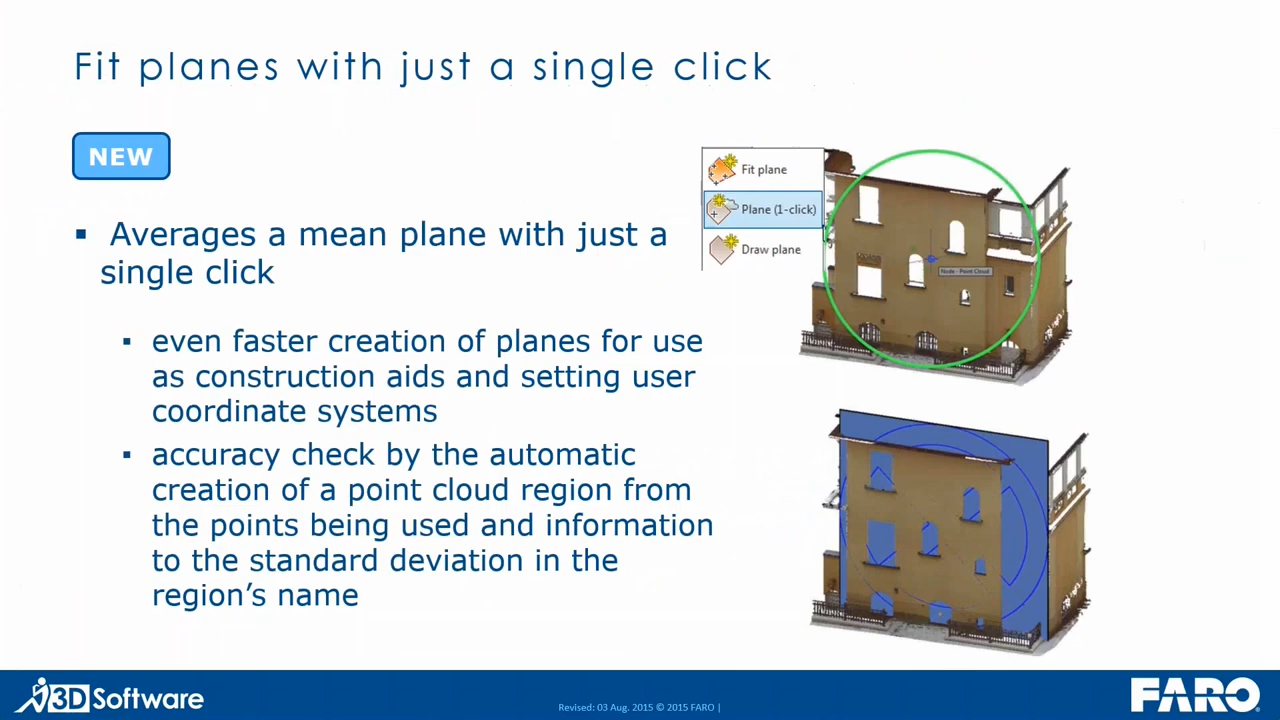 Fit planes with just a single click
NEW
Fit plane
Plane (1-click)
Draw plane
Node - Point Cloud
▪ Averages a mean plane with just a
single click
▪ even faster creation of planes for use
as construction aids and setting user
coordinate systems
▪ accuracy check by the automatic
creation of a point cloud region from
the points being used and information
to the standard deviation in the
region’s name
3D Software
Revised: 03 Aug. 2015 © 2015 FARO |
FARO